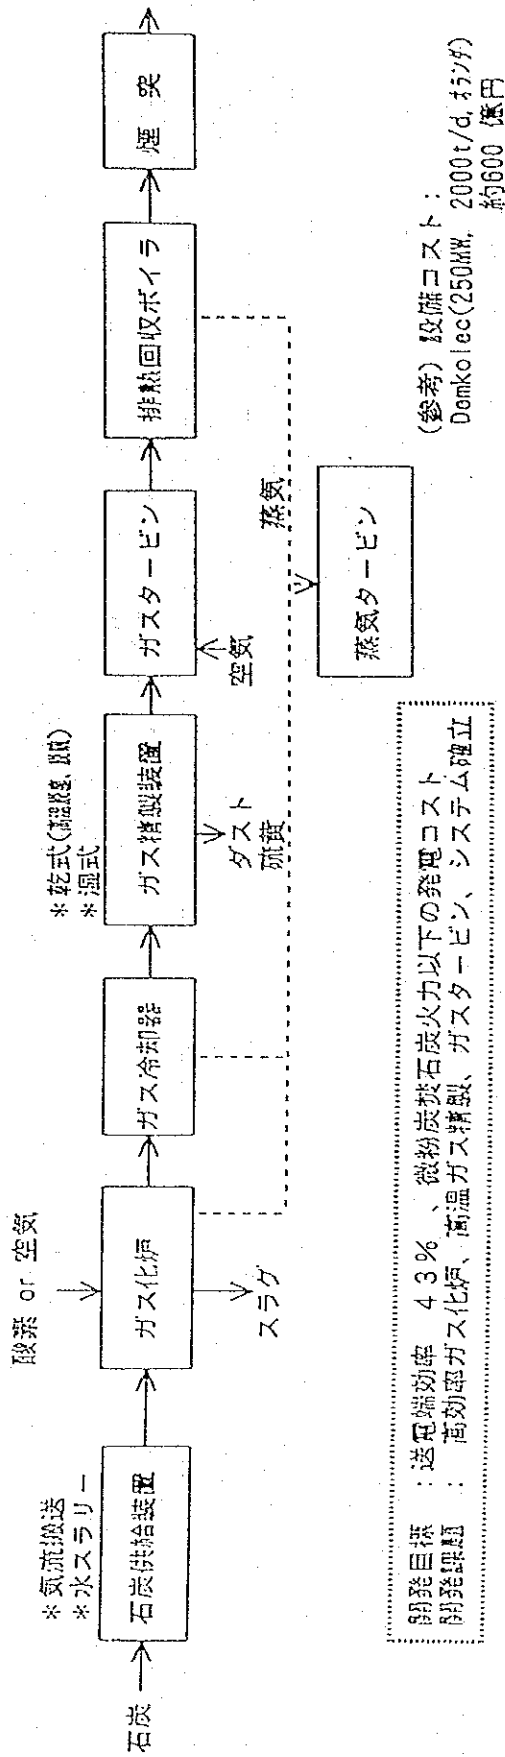 石炭
＊気流搬送
＊水スラリー
石炭供給装置
酸素 or 空気
ガス化炉
スラグ
ガス冷却器
＊乾式(高温脱塵、脱硫)
＊湿式
ガス精製装置
ダスト
硫黄
ガスタービン
空気
排熱回収ボイラ
煙 突
蒸気
蒸気タービン
開発目標 ：送電端効率 43％ 、微粉炭焚石炭火力以下の発電コスト
開発課題 ： 高効率ガス化炉、高温ガス精製、ガスタービン、システム確立
(参考) 設備コスト：
Demkolec(250MW, 2000t/d, オランダ)
約600 億円